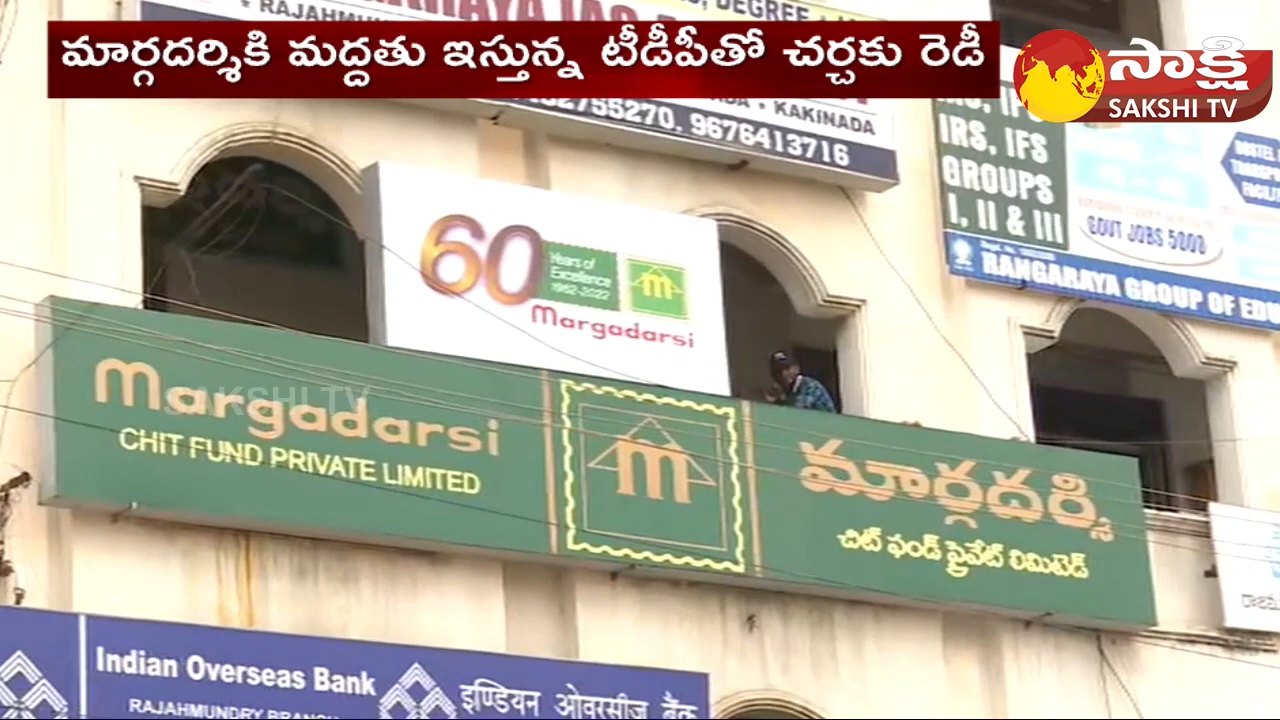 RAJAHMUNDRY
DEGREE
మార్గదర్శికి మద్దతు ఇస్తున్న టీడీపీతో చర్చకు రెడీ
సాక్షి
SAKSHI TV
KAKINADA
9676413716
IRS, IFS
GROUPS
I, II & III
GOVT JOBS 5000
RANGARAYA GROUP OF
60
Years of
Excellence
1962-2022
m
Margadarsi
Margadarsi
CHIT FUND PRIVATE LIMITED
SAKSHI TV
m
మార్గదర్శి
చిట్ ఫండ్ ప్రైవేట్ లిమిటెడ్
Indian Overseas Bank
RAJAHMUNDRY BRANCH
इण्डियन ओवरसीज़ बैंक